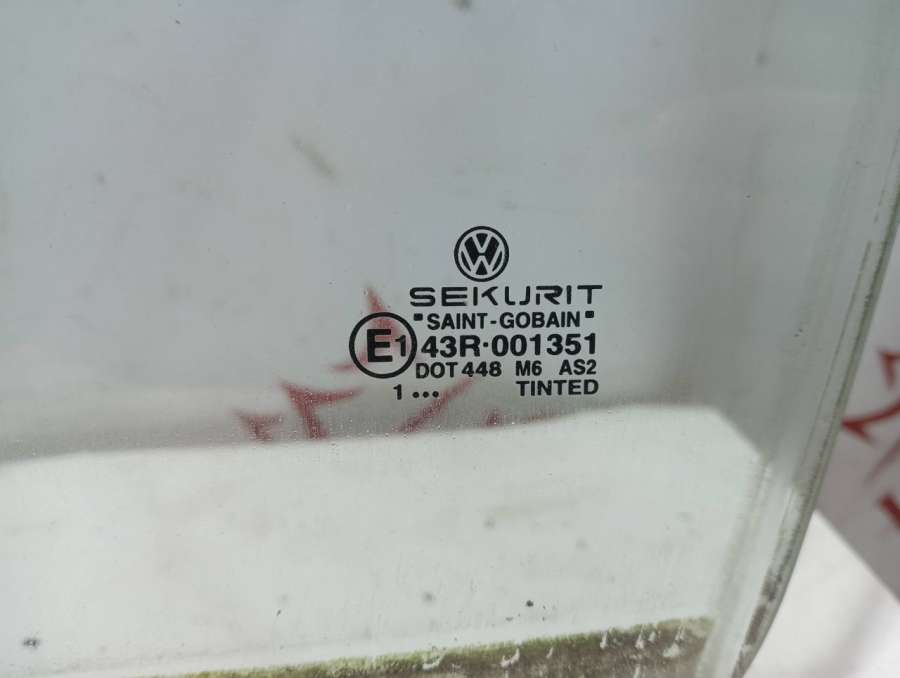 SEKURIT
"SAINT-GOBAIN"
E1 43R·001351
DOT 448 M6 AS2
1... TINTED